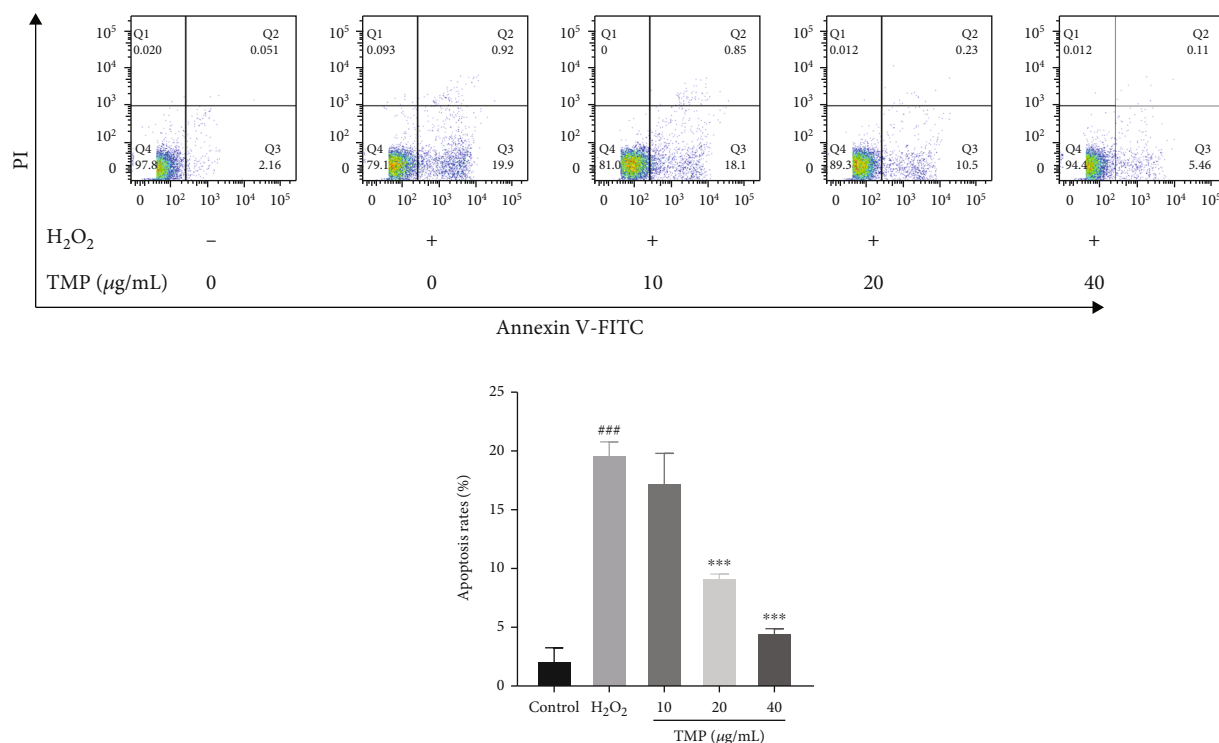 PI
Q1 Q2
0.020 0.051
10⁵
10⁴
10³
10²
0
Q4 Q3
97.8 2.16
0 10² 10³ 10⁴ 10⁵
Q1 Q2
0.093 0.92
10⁵
10⁴
10³
10²
0
Q4 Q3
79.1 19.9
0 10² 10³ 10⁴ 10⁵
Q1 Q2
0 0.85
10⁵
10⁴
10³
10²
0
Q4 Q3
81.0 18.1
0 10² 10³ 10⁴ 10⁵
Q1 Q2
0.012 0.23
10⁵
10⁴
10³
10²
0
Q4 Q3
89.3 10.5
0 10² 10³ 10⁴ 10⁵
Q1 Q2
0.012 0.11
10⁵
10⁴
10³
10²
0
Q4 Q3
94.4 5.46
0 10² 10³ 10⁴ 10⁵
H₂O₂ – + + + +
TMP (μg/mL) 0 0 10 20 40
Annexin V-FITC
Apoptosis rates (%)
25
20
15
10
5
0
###
***
***
Control H₂O₂ 10 20 40
TMP (μg/mL)